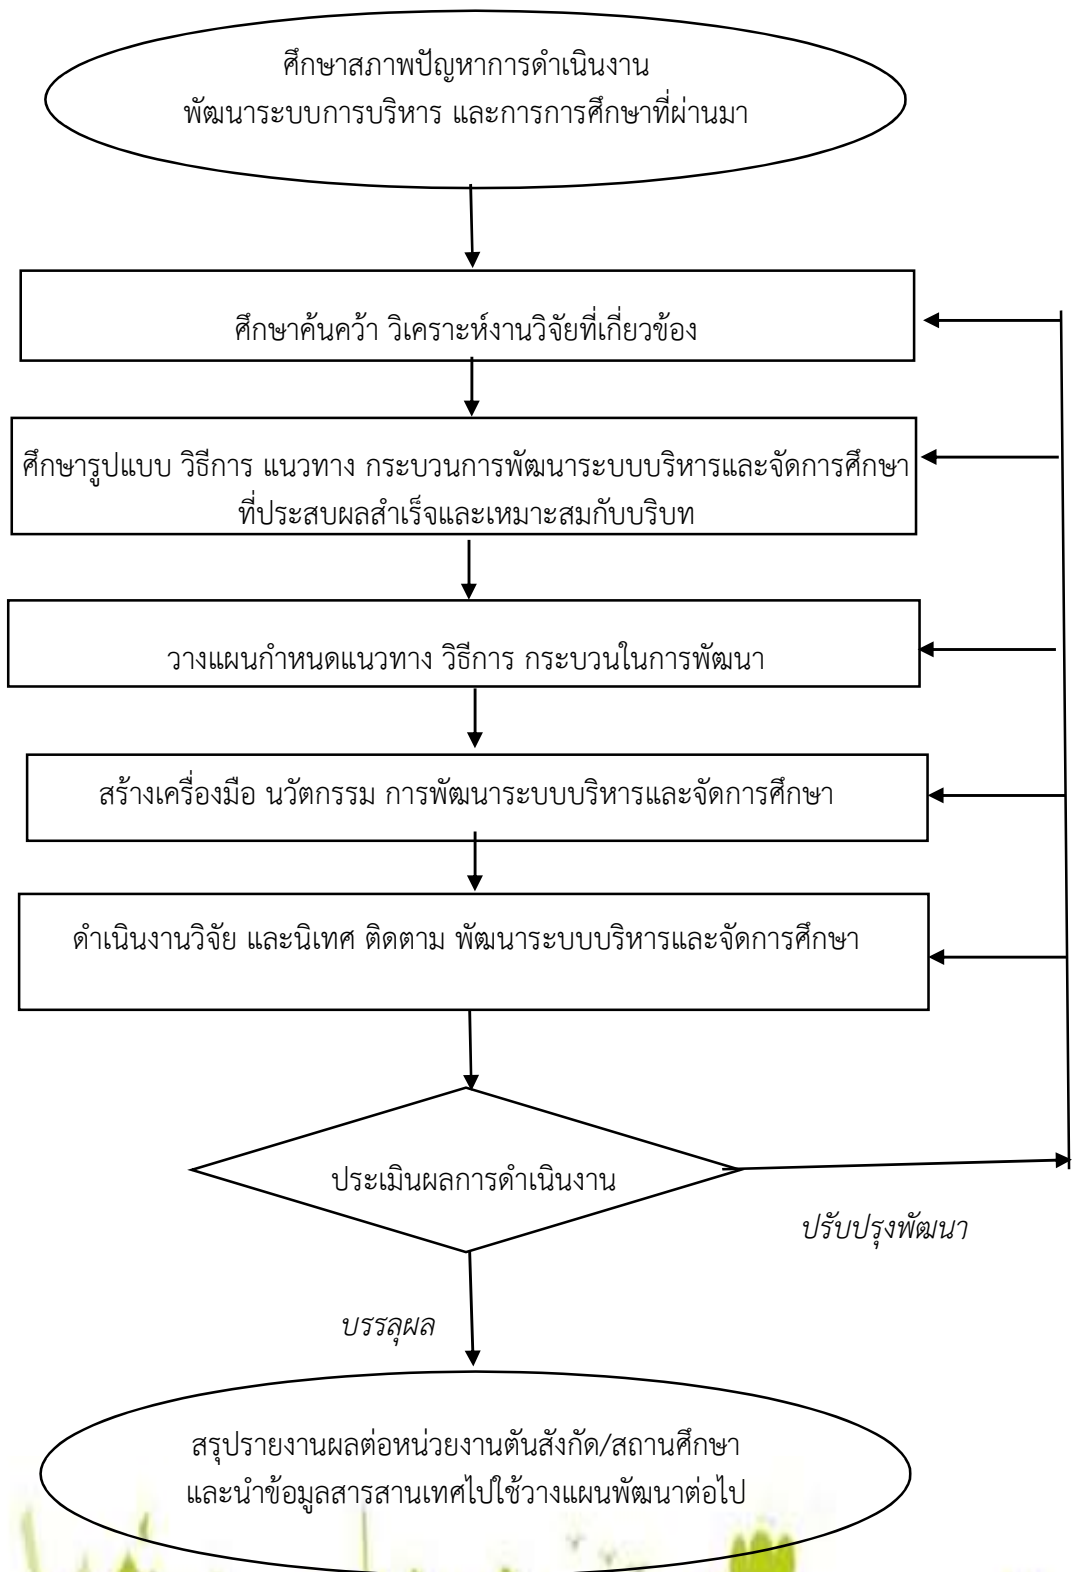 ศึกษาสภาพปัญหาการดำเนินงาน
พัฒนาระบบการบริหาร และการการศึกษาที่ผ่านมา
ศึกษาค้นคว้า วิเคราะห์งานวิจัยที่เกี่ยวข้อง
ศึกษารูปแบบ วิธีการ แนวทาง กระบวนการพัฒนาระบบบริหารและจัดการศึกษา
ที่ประสบผลสำเร็จและเหมาะสมกับบริบท
วางแผนกำหนดแนวทาง วิธีการ กระบวนในการพัฒนา
สร้างเครื่องมือ นวัตกรรม การพัฒนาระบบบริหารและจัดการศึกษา
ดำเนินงานวิจัย และนิเทศ ติดตาม พัฒนาระบบบริหารและจัดการศึกษา
ประเมินผลการดำเนินงาน
ปรับปรุงพัฒนา
บรรลุผล
สรุปรายงานผลต่อหน่วยงานต้นสังกัด/สถานศึกษา
และนำข้อมูลสารสานเทศไปใช้วางแผนพัฒนาต่อไป